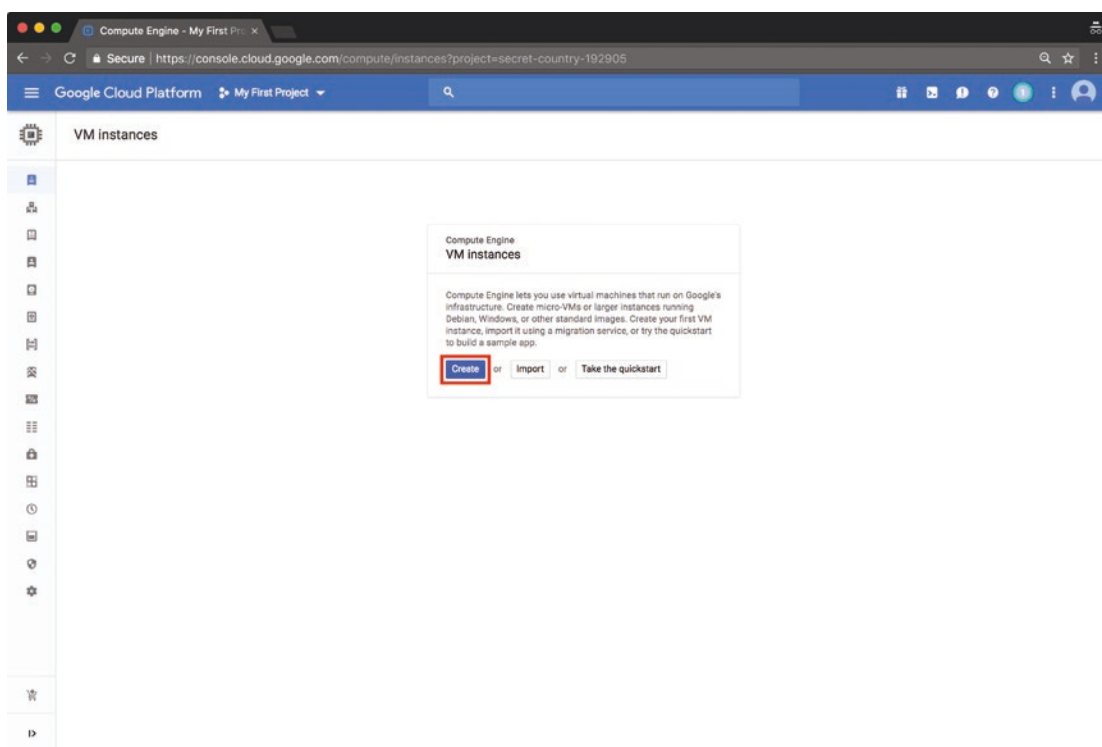 Compute Engine - My First Pro
Secure | https://console.cloud.google.com/compute/instances?project=secret-country-192905
Google Cloud Platform My First Project
1
VM instances
Compute Engine
VM instances
Compute Engine lets you use virtual machines that run on Google's
infrastructure. Create micro-VMs or larger instances running
Debian, Windows, or other standard images. Create your first VM
instance, import it using a migration service, or try the quickstart
to build a sample app.
Create or Import or Take the quickstart